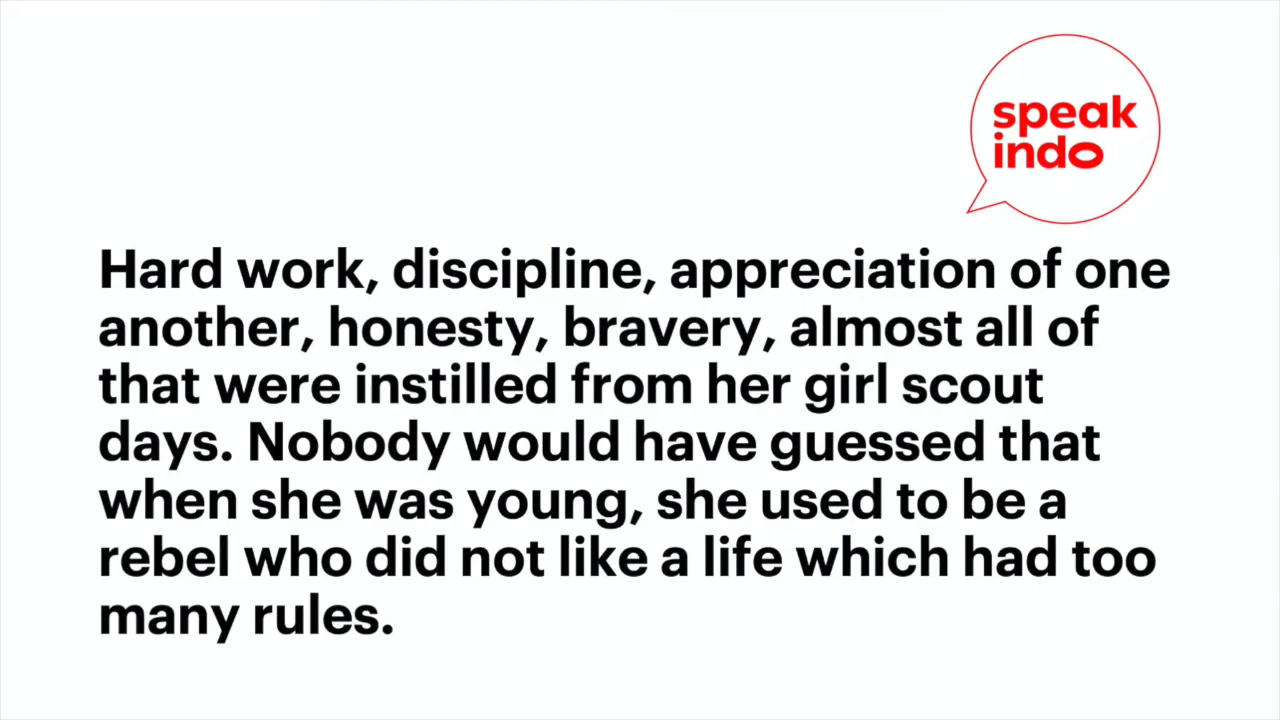 speak
indo
Hard work, discipline, appreciation of one
another, honesty, bravery, almost all of
that were instilled from her girl scout
days. Nobody would have guessed that
when she was young, she used to be a
rebel who did not like a life which had too
many rules.